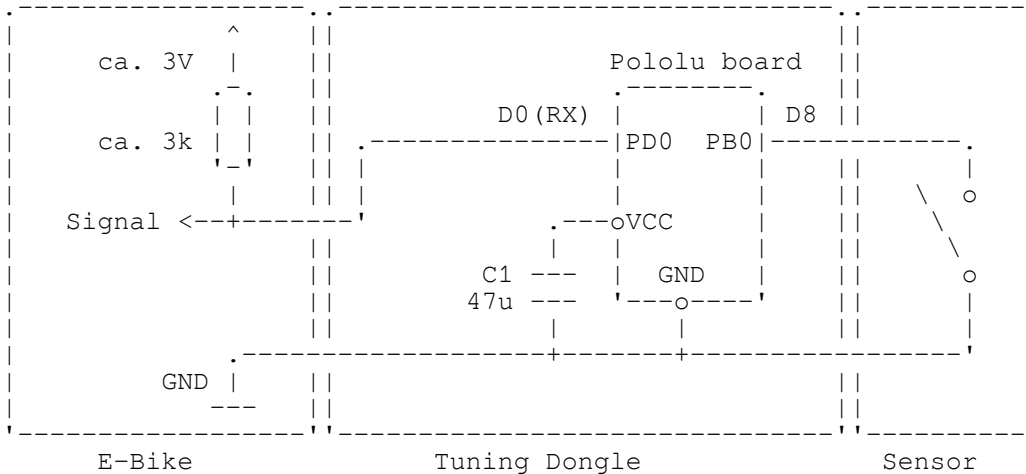 ca. 3V Pololu board
D0(RX) D8
ca. 3k PD0 PB0
Signal VCC
C1 GND
47u
GND
E-Bike Tuning Dongle Sensor